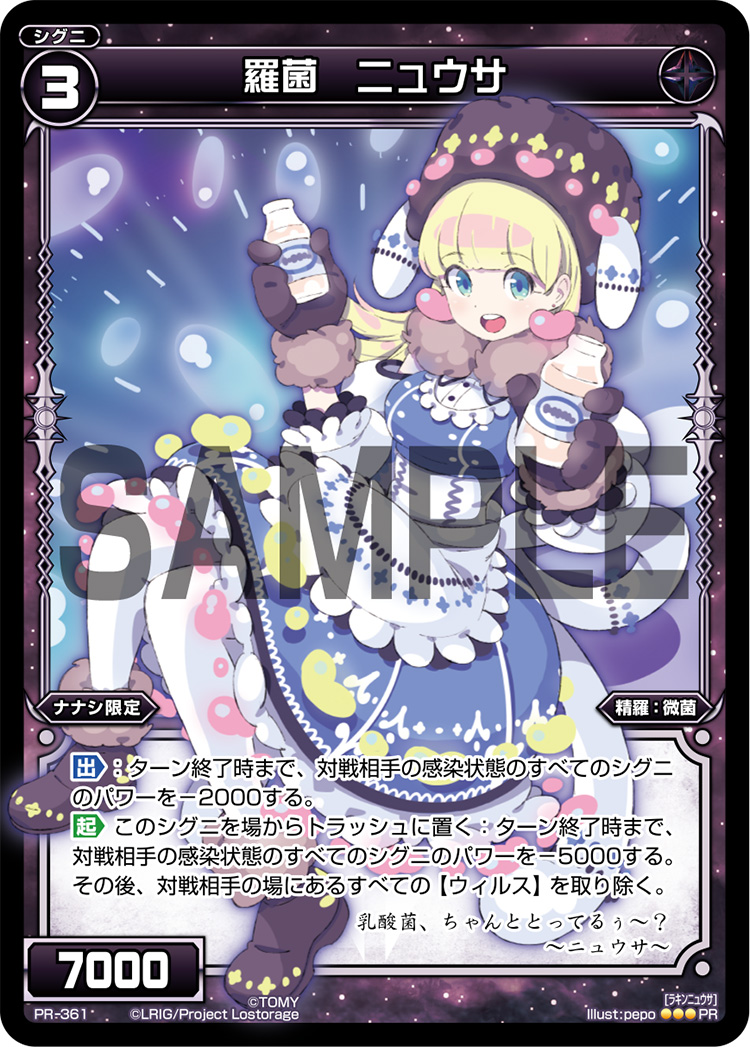 シグニ
3
羅菌　ニュウサ
SAMPLE
ナナシ限定
精羅：微菌
出：ターン終了時まで、対戦相手の感染状態のすべてのシグニ
のパワーを－2000する。
起 このシグニを場からトラッシュに置く：ターン終了時まで、
対戦相手の感染状態のすべてのシグニのパワーを－5000する。
その後、対戦相手の場にあるすべての【ウィルス】を取り除く。
乳酸菌、ちゃんととってるぅ～？
～ニュウサ～
7000
©TOMY
[ラキンニュウサ]
PR-361 ©LRIG/Project Lostorage Illust:pepo PR